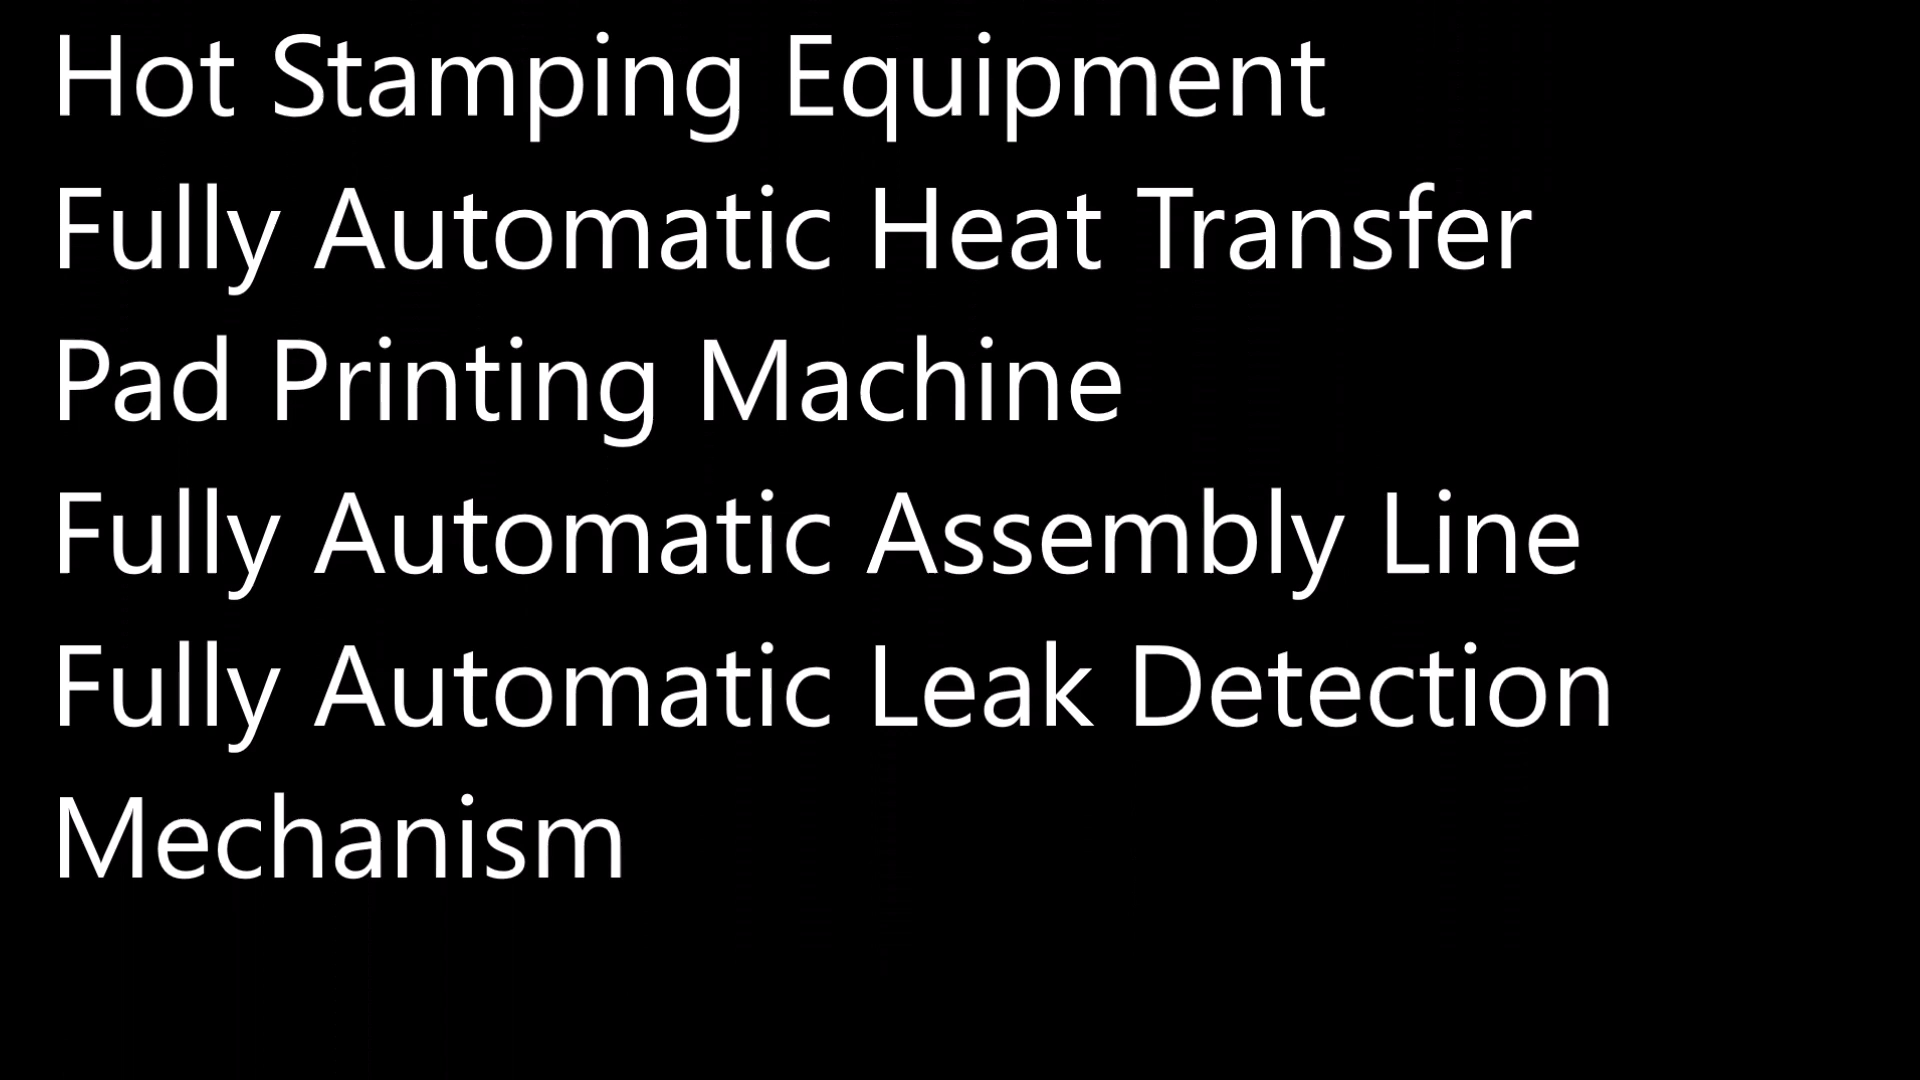 Hot Stamping Equipment
Fully Automatic Heat Transfer
Pad Printing Machine
Fully Automatic Assembly Line
Fully Automatic Leak Detection
Mechanism